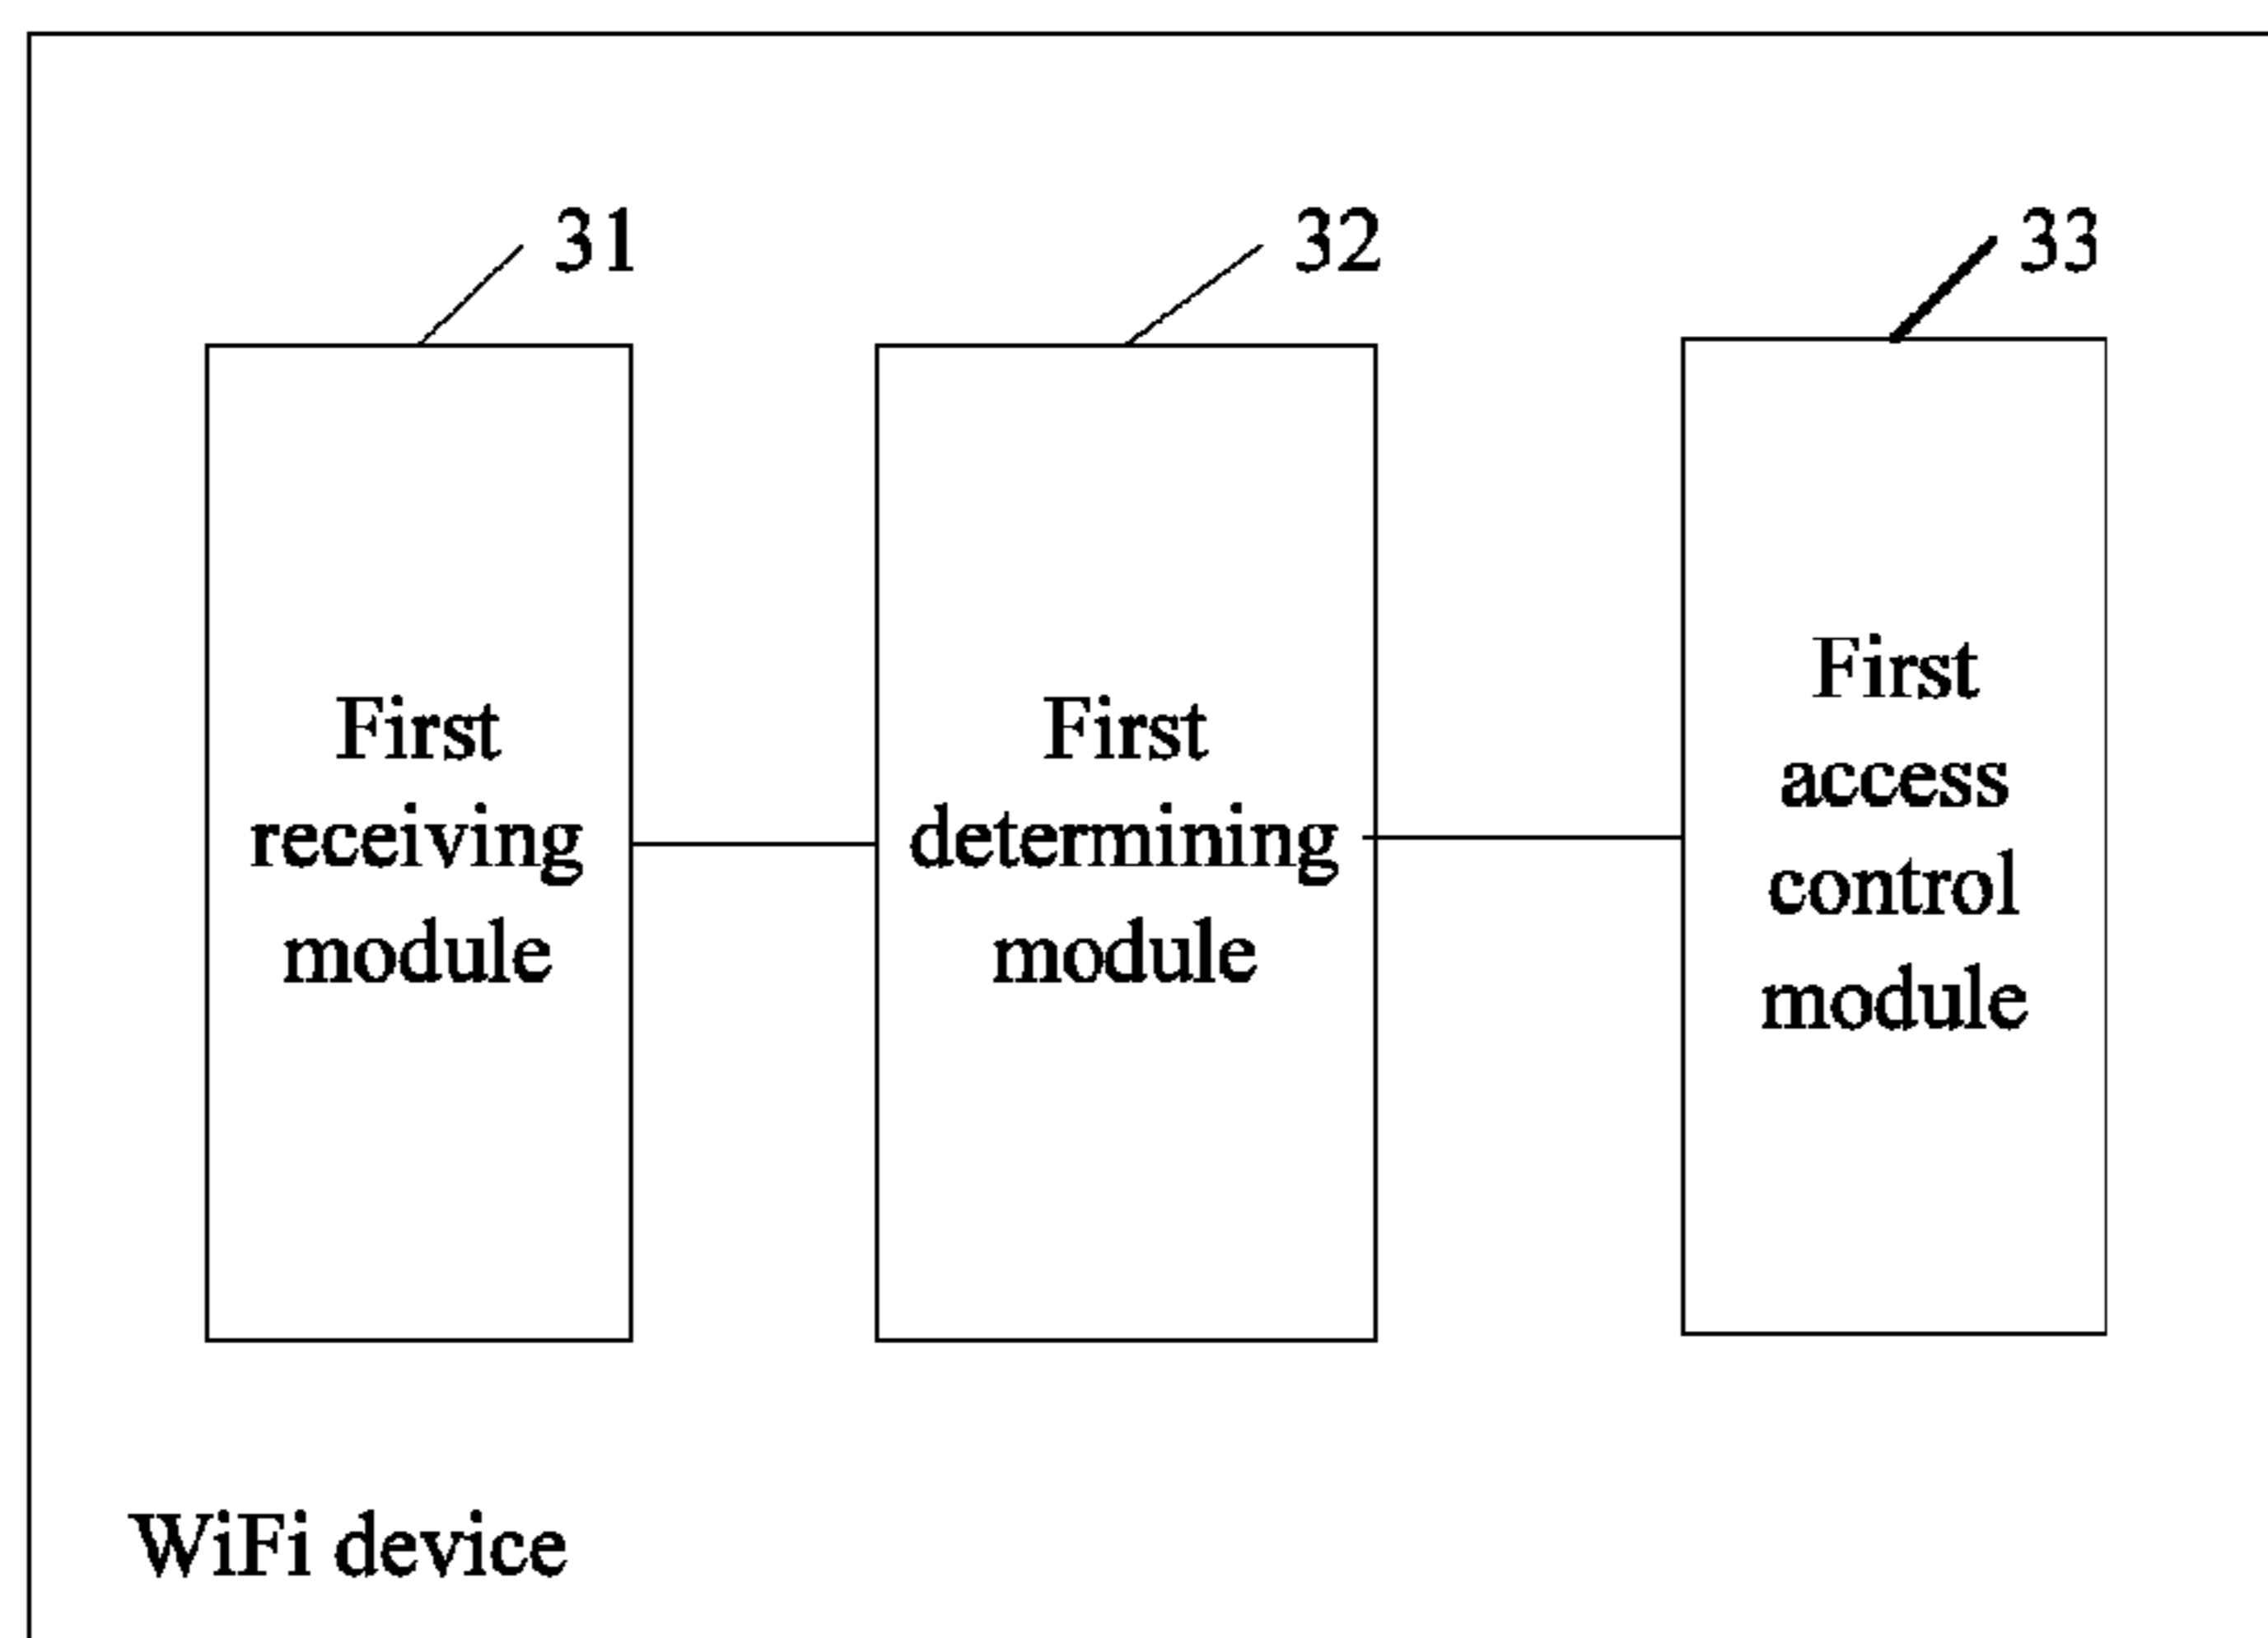 31
32
33
First
receiving
module
First
determining
module
First
access
control
module
WiFi device